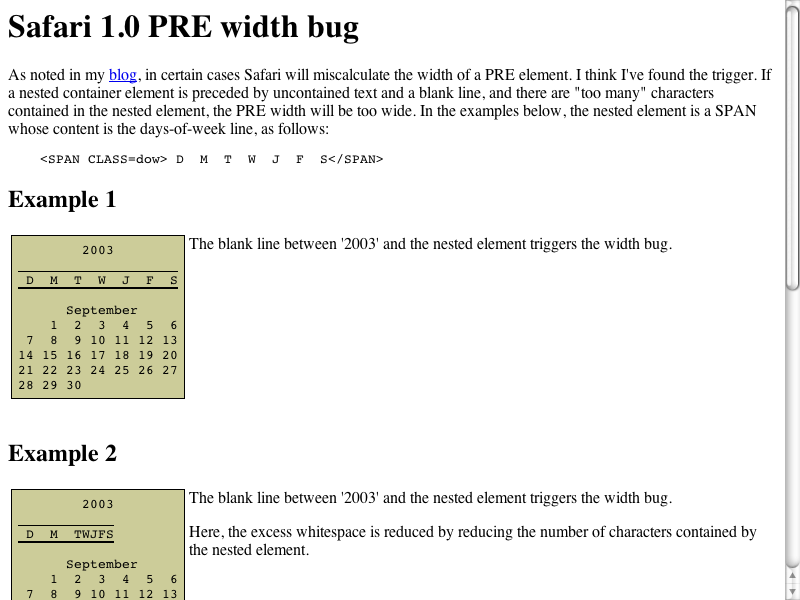 Safari 1.0 PRE width bug
As noted in my blog, in certain cases Safari will miscalculate the width of a PRE element. I think I've found the trigger. If
a nested container element is preceded by uncontained text and a blank line, and there are "too many" characters
contained in the nested element, the PRE width will be too wide. In the examples below, the nested element is a SPAN
whose content is the days-of-week line, as follows:
<SPAN CLASS=dow> D  M  T  W  J  F  S</SPAN>
Example 1
2003
D  M  T  W  J  F  S
September
1  2  3  4  5  6
7  8  9 10 11 12 13
14 15 16 17 18 19 20
21 22 23 24 25 26 27
28 29 30
The blank line between '2003' and the nested element triggers the width bug.
Example 2
2003
D  M  TWJFS
September
1  2  3  4  5  6
7  8  9 10 11 12 13
The blank line between '2003' and the nested element triggers the width bug.
Here, the excess whitespace is reduced by reducing the number of characters contained by
the nested element.